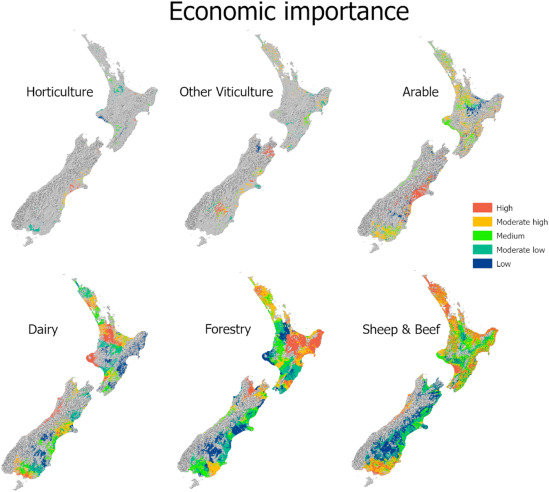 Economic importance
Horticulture
Other Viticulture
Arable
High
Moderate high
Medium
Moderate low
Low
Dairy
Forestry
Sheep & Beef